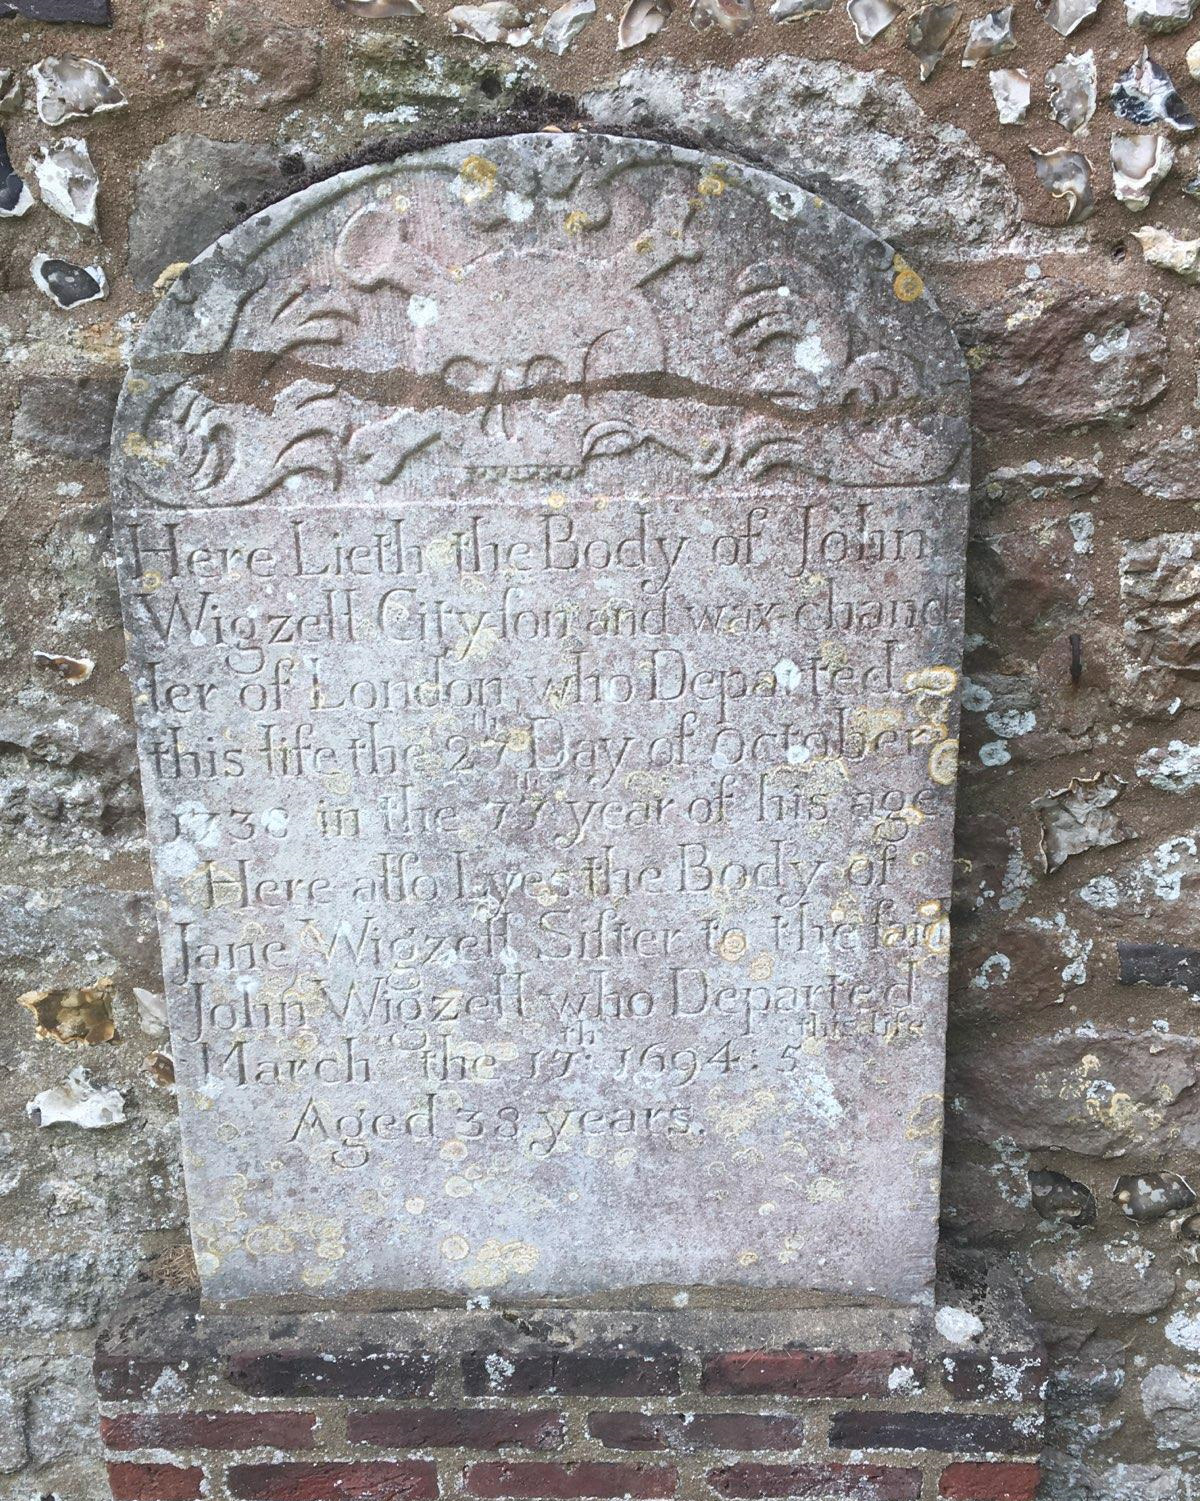 Here Lieth the Body of John
Wigzell City-ſon and wax-chand
ler of London, who Departed
this life the 27th Day of October
1738 in the 77th year of his age
Here alſo Lyes the Body of
Jane Wigzell Siſter to the ſaid
John Wigzell who Departed
this life
March the 17th: 1694:5
Aged 38 years.